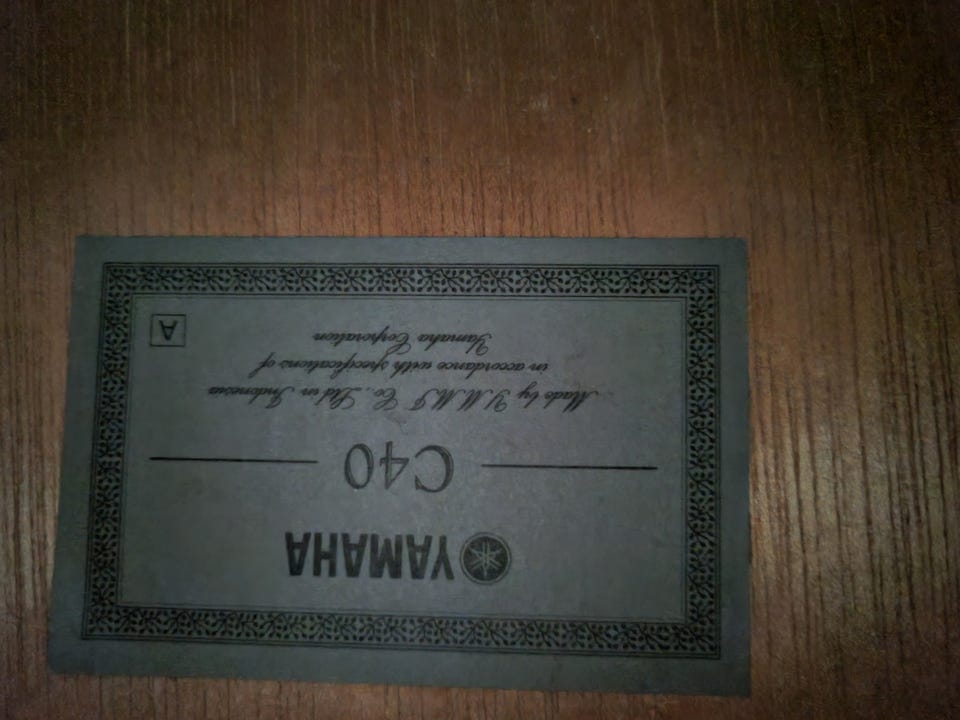 YAMAHA
C40
Made by Y.M.M.I. Co., Ltd in Indonesia
in accordance with specifications of
Yamaha Corporation
A